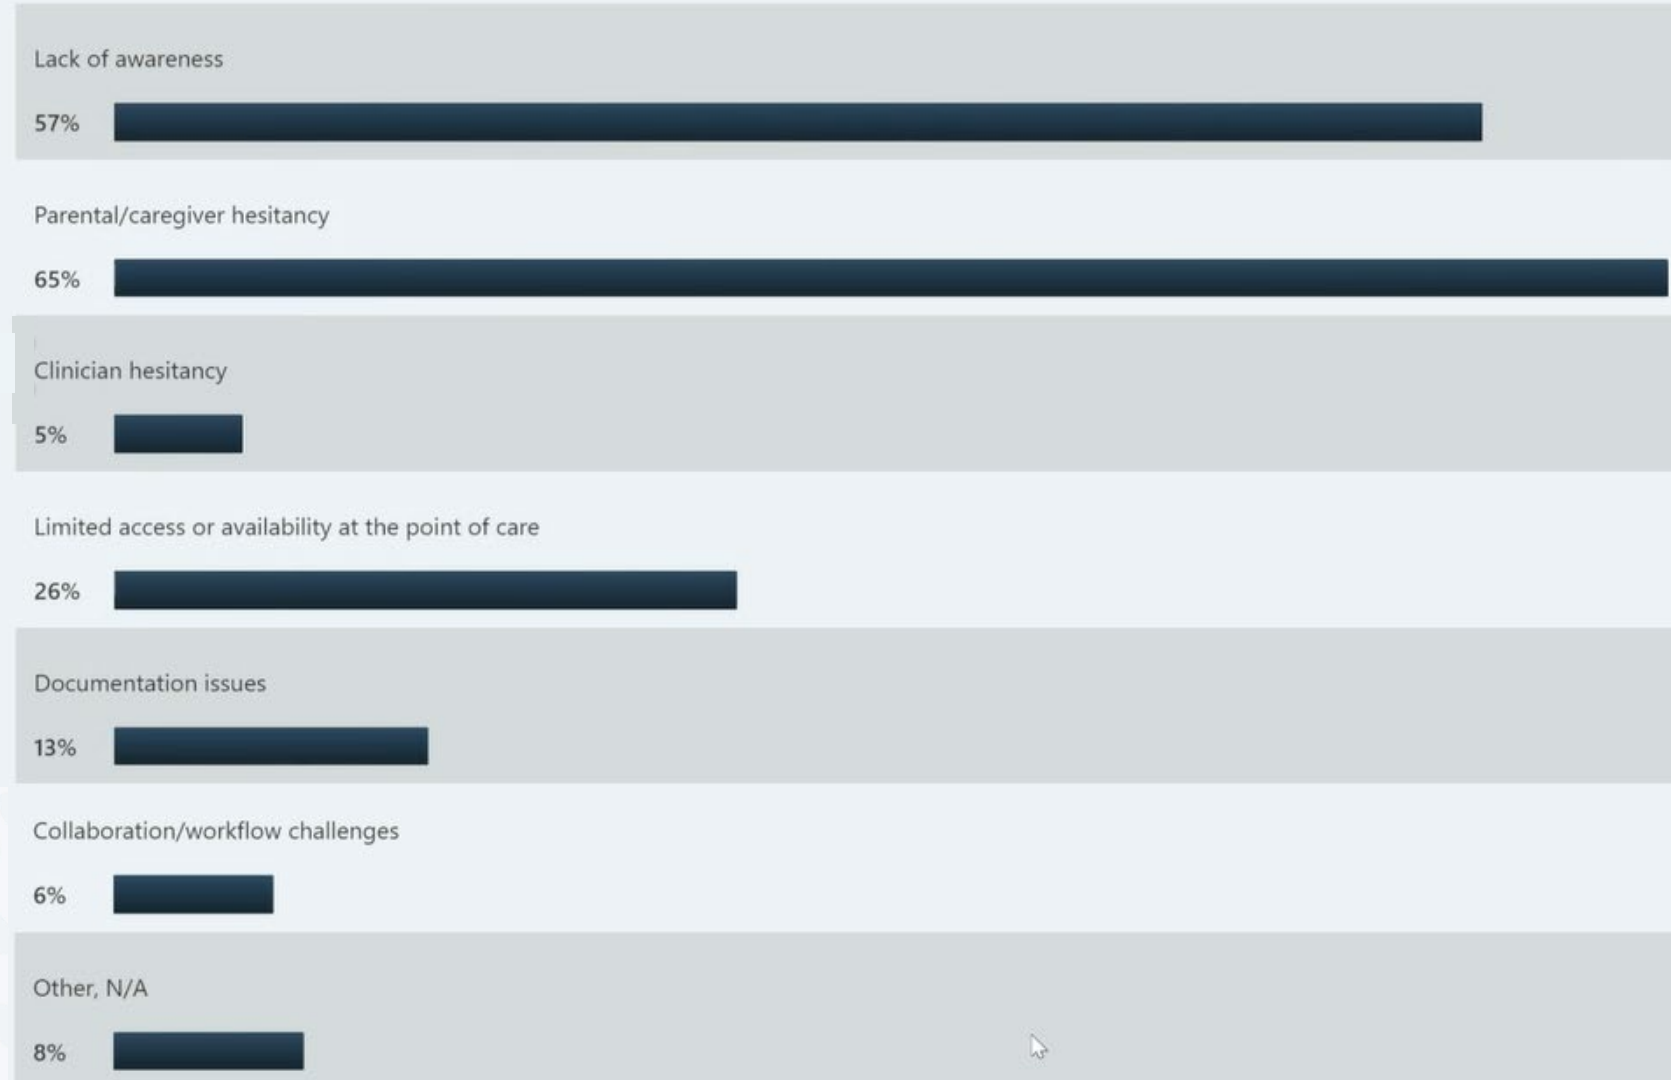 Lack of awareness
57%
Parental/caregiver hesitancy
65%
Clinician hesitancy
5%
Limited access or availability at the point of care
26%
Documentation issues
13%
Collaboration/workflow challenges
6%
Other, N/A
8%